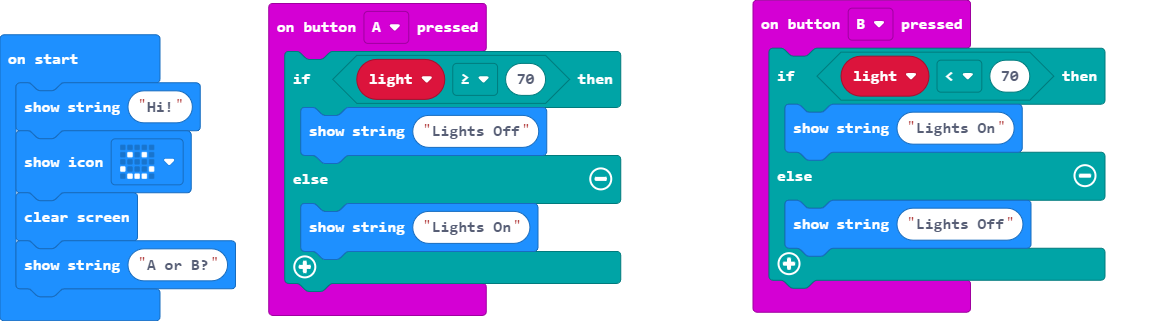 on start
show string "Hi!"
show icon
clear screen
show string "A or B?"
on button A pressed
if light ≥ 70 then
show string "Lights Off"
else
show string "Lights On"
on button B pressed
if light < 70 then
show string "Lights On"
else
show string "Lights Off"